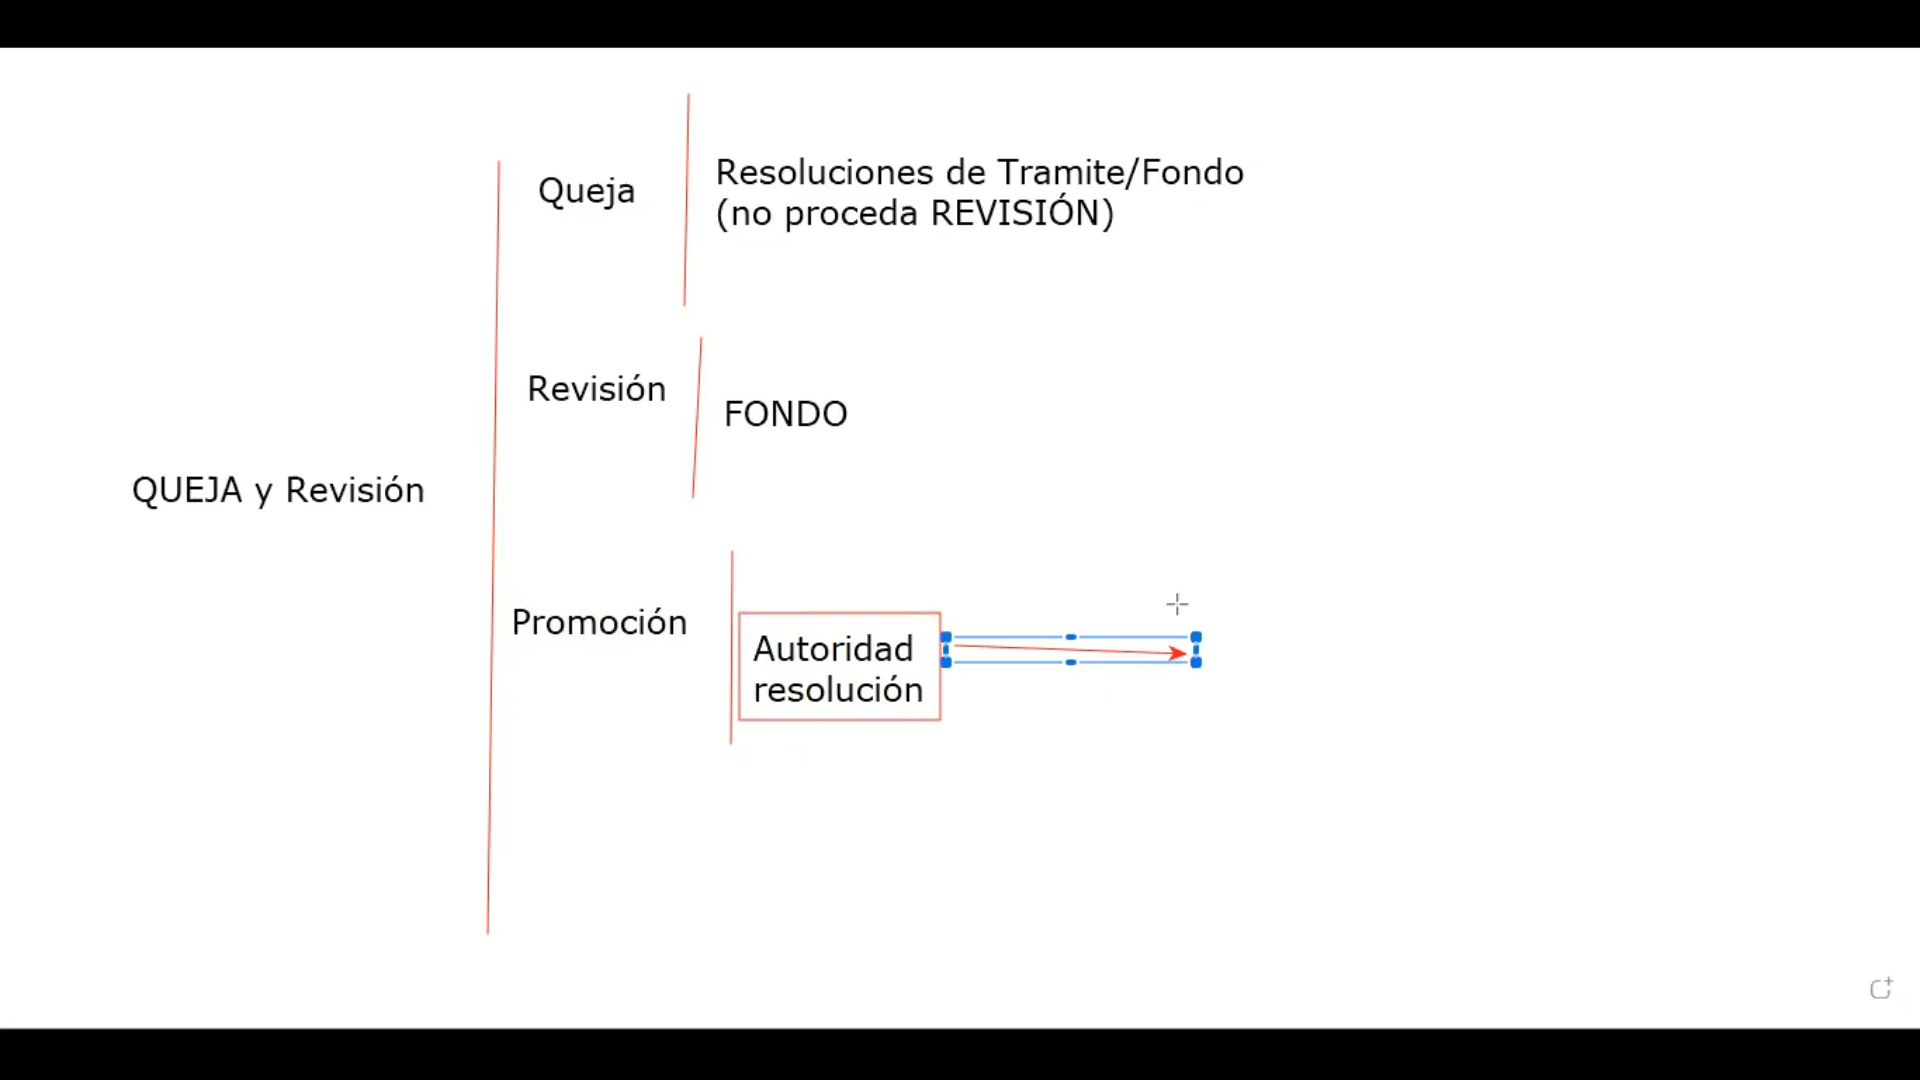 Queja
Resoluciones de Tramite/Fondo
(no proceda REVISIÓN)
Revisión
FONDO
QUEJA y Revisión
Promoción
Autoridad
resolución